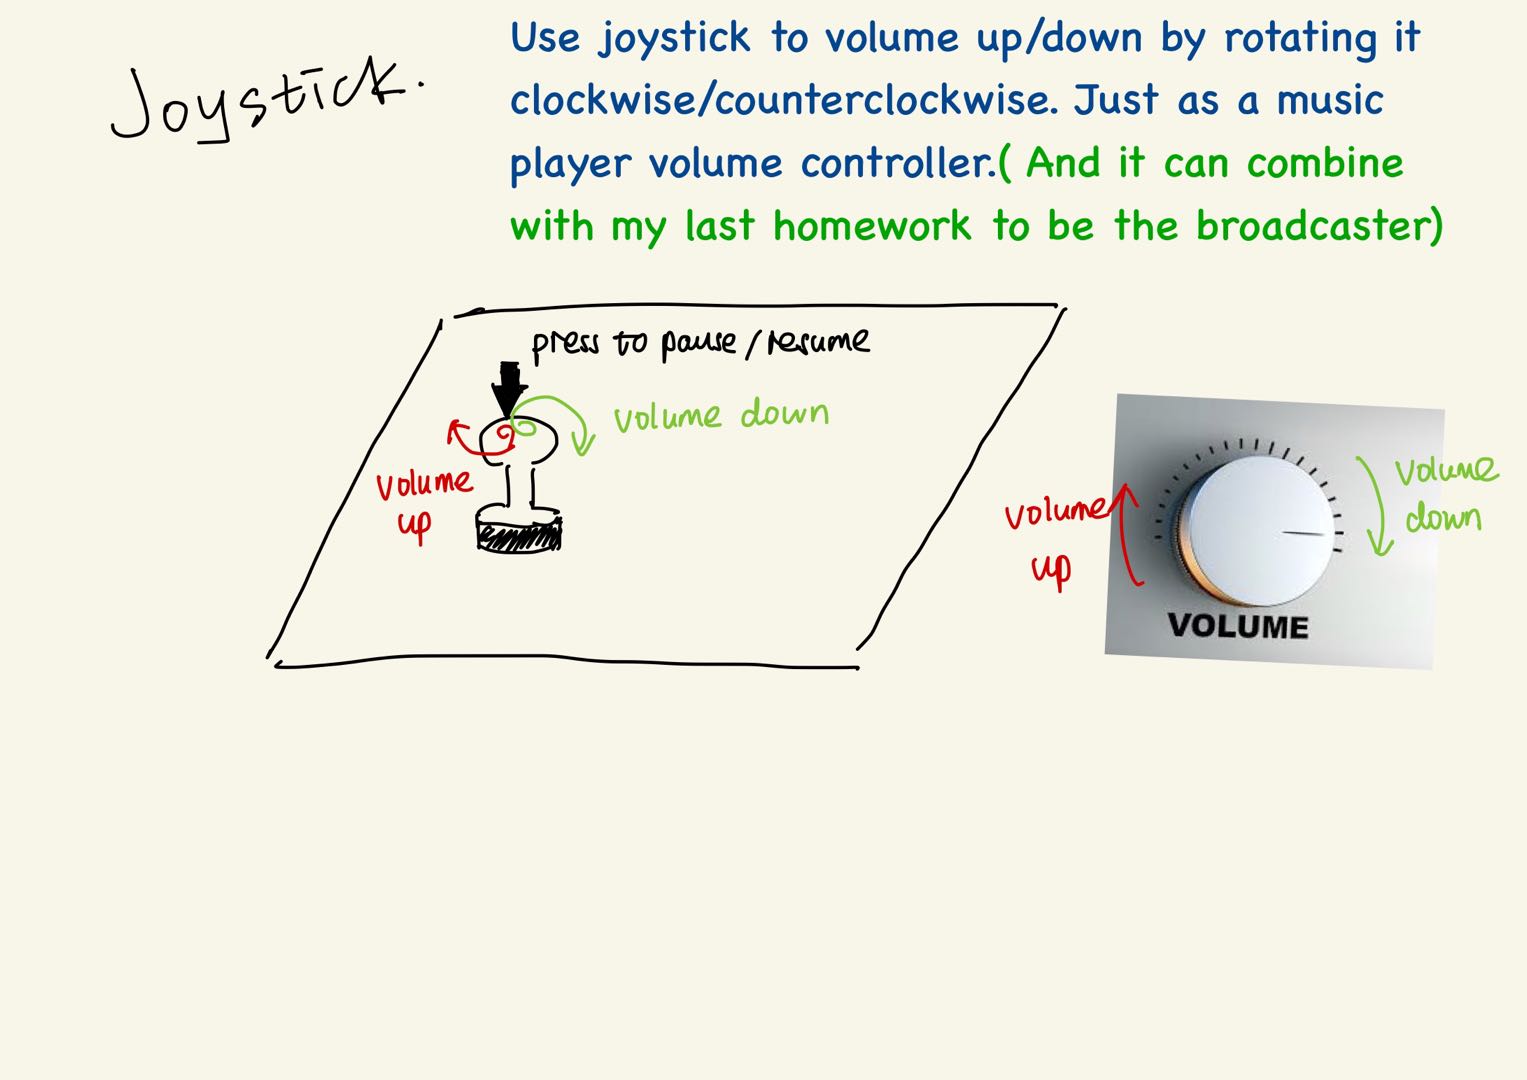 Joystick.
Use joystick to volume up/down by rotating it
clockwise/counterclockwise. Just as a music
player volume controller.( And it can combine
with my last homework to be the broadcaster)
press to pause/resume
volume down
volume
up
volume
up
volume
down
VOLUME